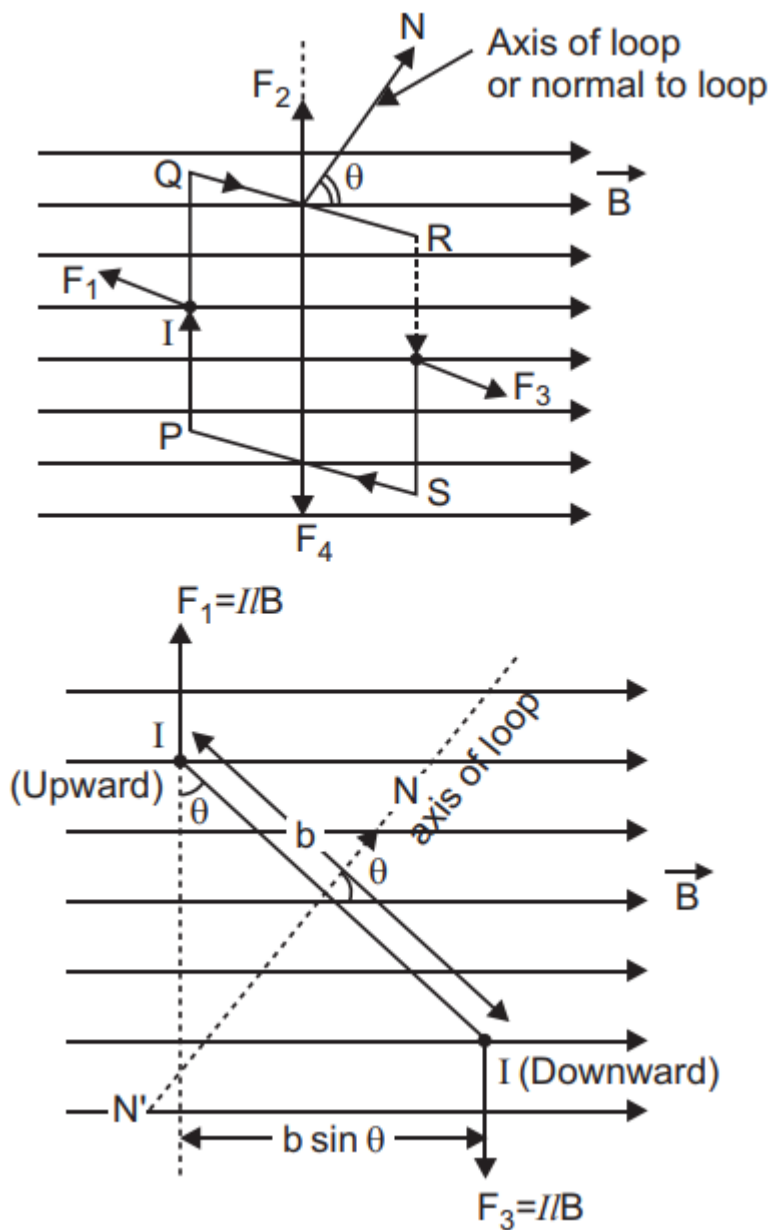 N
Axis of loop
or normal to loop
F₂
Q
θ
B
R
F₁
I
F₃
P
S
F₄
F₁=IlB
I
(Upward)
θ
b
N
axis of loop
θ
B
I (Downward)
N'
b sin θ
F₃=IlB